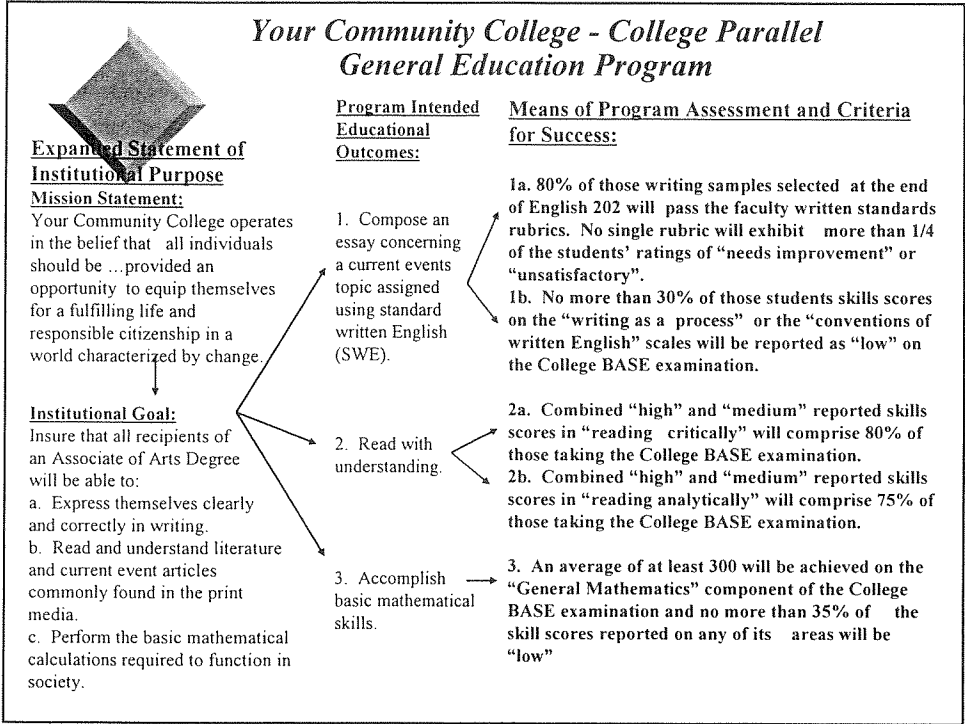 Your Community College - College Parallel
General Education Program
Expanded Statement of
Institutional Purpose
Mission Statement:
Your Community College operates
in the belief that all individuals
should be ...provided an
opportunity to equip themselves
for a fulfilling life and
responsible citizenship in a
world characterized by change.
Institutional Goal:
Insure that all recipients of
an Associate of Arts Degree
will be able to:
a. Express themselves clearly
and correctly in writing.
b. Read and understand literature
and current event articles
commonly found in the print
media.
c. Perform the basic mathematical
calculations required to function in
society.
Program Intended
Educational
Outcomes:
1. Compose an
essay concerning
a current events
topic assigned
using standard
written English
(SWE).
2. Read with
understanding.
3. Accomplish
basic mathematical
skills.
Means of Program Assessment and Criteria
for Success:
1a. 80% of those writing samples selected at the end
of English 202 will pass the faculty written standards
rubrics. No single rubric will exhibit more than 1/4
of the students' ratings of "needs improvement" or
"unsatisfactory".
1b. No more than 30% of those students skills scores
on the "writing as a process" or the "conventions of
written English" scales will be reported as "low" on
the College BASE examination.
2a. Combined "high" and "medium" reported skills
scores in "reading critically" will comprise 80% of
those taking the College BASE examination.
2b. Combined "high" and "medium" reported skills
scores in "reading analytically" will comprise 75% of
those taking the College BASE examination.
3. An average of at least 300 will be achieved on the
"General Mathematics" component of the College
BASE examination and no more than 35% of the
skill scores reported on any of its areas will be
"low"